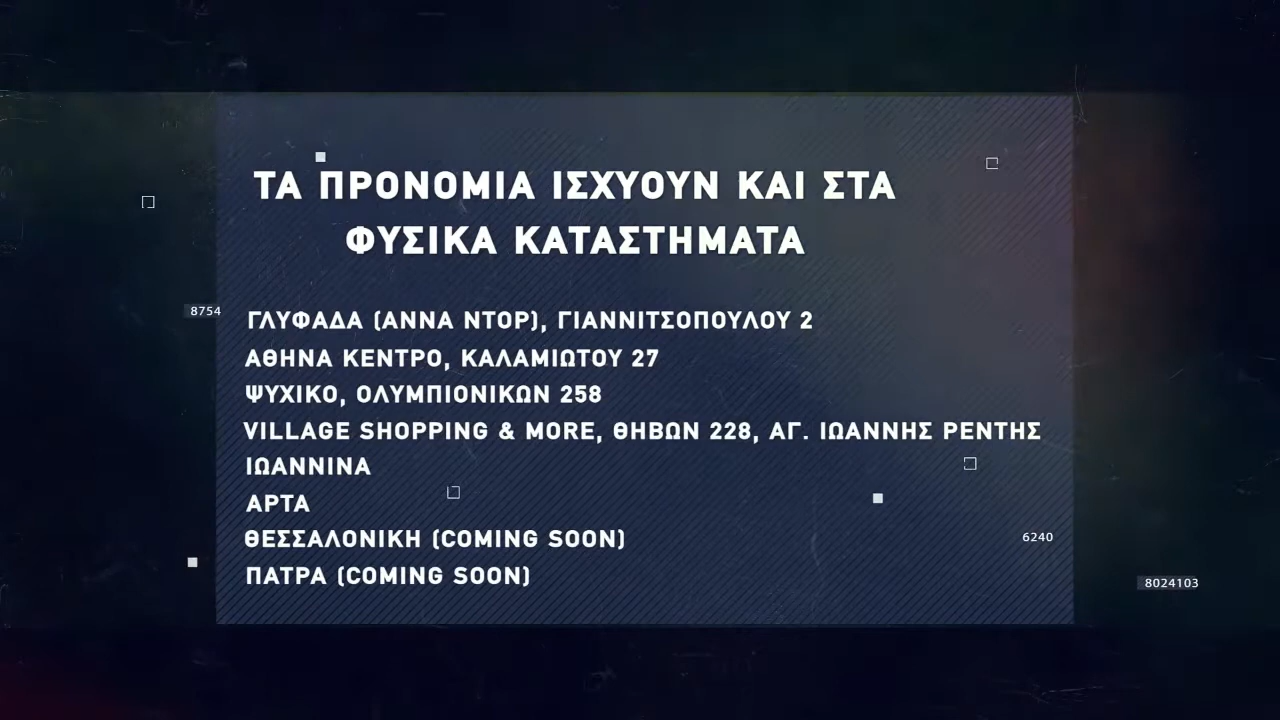 ΤΑ ΠΡΟΝΟΜΙΑ ΙΣΧΥΟΥΝ ΚΑΙ ΣΤΑ
ΦΥΣΙΚΑ ΚΑΤΑΣΤΗΜΑΤΑ
8754
ΓΛΥΦΑΔΑ (ΑΝΝΑ ΝΤΟΡ), ΓΙΑΝΝΙΤΣΟΠΟΥΛΟΥ 2
ΑΘΗΝΑ ΚΕΝΤΡΟ, ΚΑΛΑΜΙΩΤΟΥ 27
ΨΥΧΙΚΟ, ΟΛΥΜΠΙΟΝΙΚΩΝ 258
VILLAGE SHOPPING & MORE, ΘΗΒΩΝ 228, ΑΓ. ΙΩΑΝΝΗΣ ΡΕΝΤΗΣ
ΙΩΑΝΝΙΝΑ
ΑΡΤΑ
ΘΕΣΣΑΛΟΝΙΚΗ (COMING SOON)
6240
ΠΑΤΡΑ (COMING SOON)
8024103